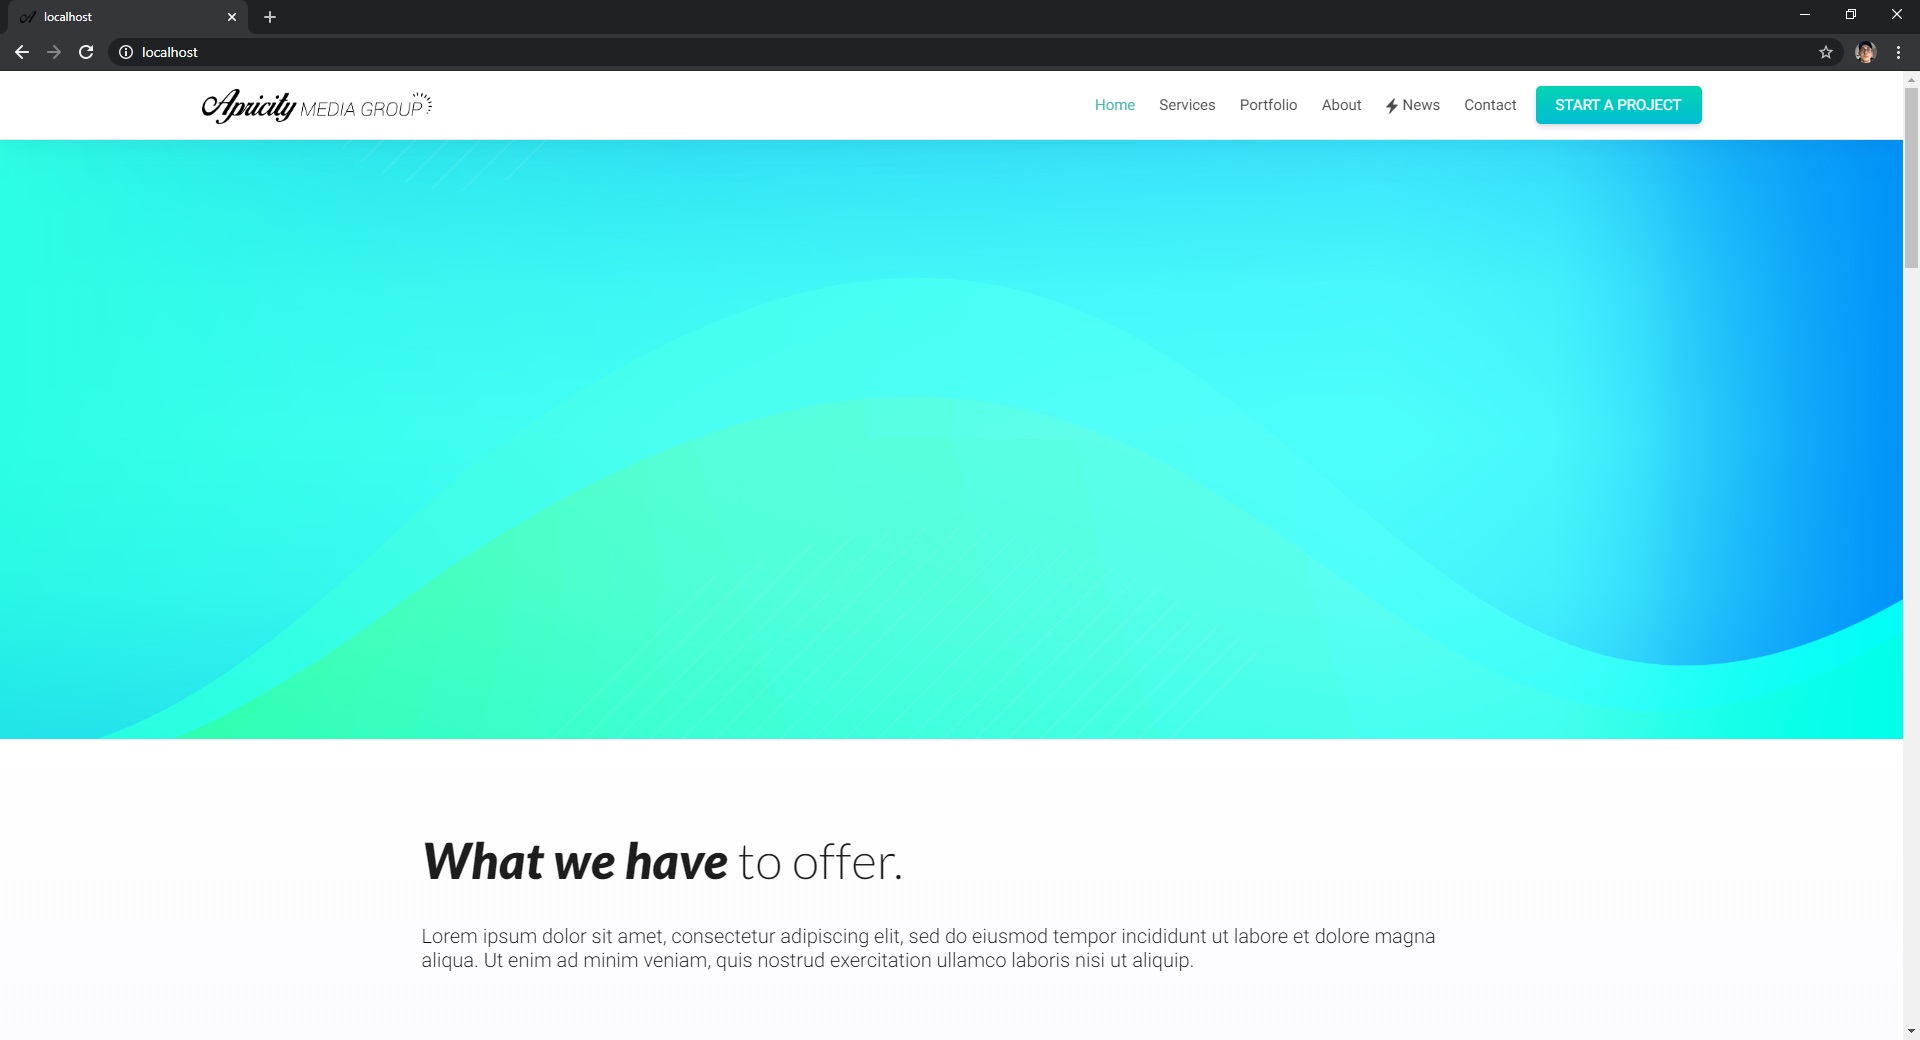 localhost
localhost
Apricity MEDIA GROUP
Home Services Portfolio About News Contact START A PROJECT
What we have to offer.
Lorem ipsum dolor sit amet, consectetur adipiscing elit, sed do eiusmod tempor incididunt ut labore et dolore magna
aliqua. Ut enim ad minim veniam, quis nostrud exercitation ullamco laboris nisi ut aliquip.